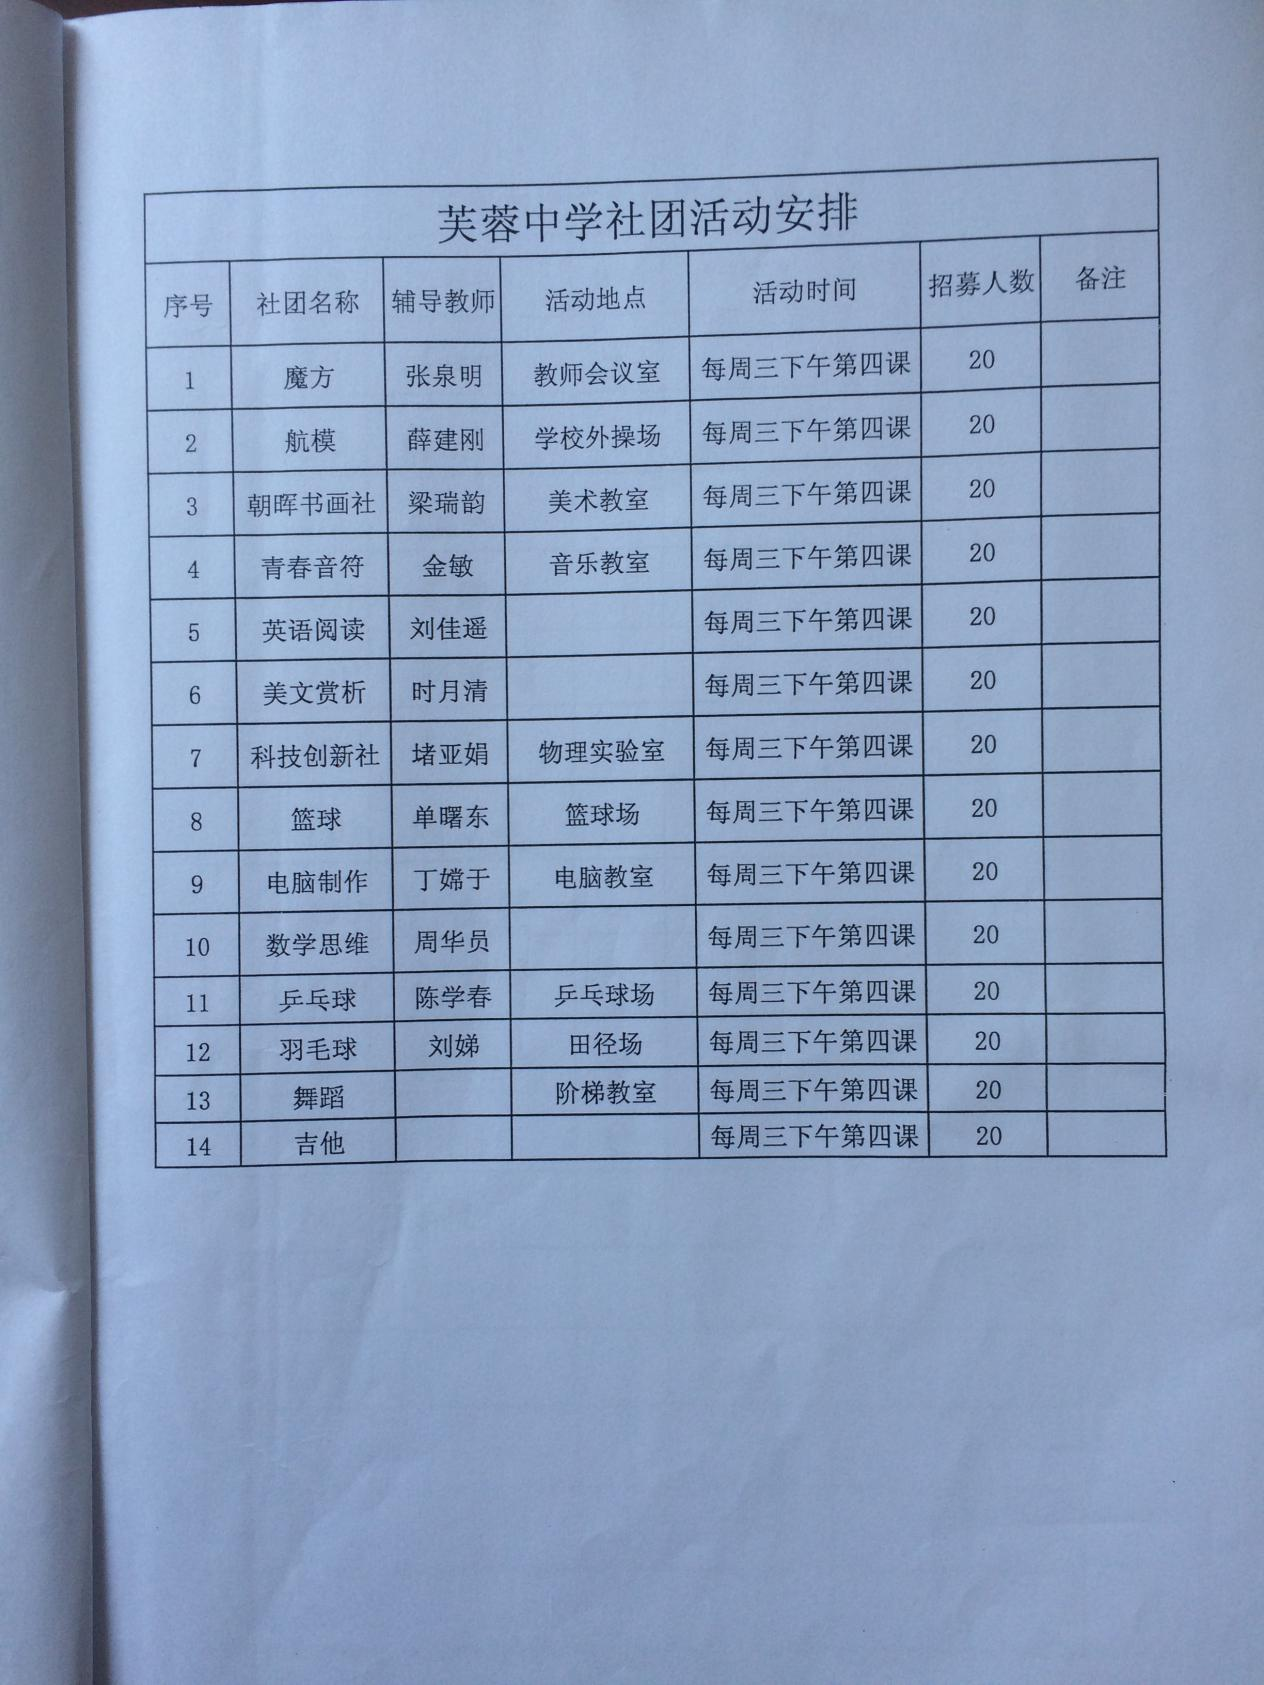 芙蓉中学社团活动安排
序号 社团名称 辅导教师 活动地点 活动时间 招募人数 备注
1 魔方 张泉明 教师会议室 每周三下午第四课 20
2 航模 薛建刚 学校外操场 每周三下午第四课 20
3 朝晖书画社 梁瑞韵 美术教室 每周三下午第四课 20
4 青春音符 金敏 音乐教室 每周三下午第四课 20
5 英语阅读 刘佳遥 每周三下午第四课 20
6 美文赏析 时月清 每周三下午第四课 20
7 科技创新社 堵亚娟 物理实验室 每周三下午第四课 20
8 篮球 单曙东 篮球场 每周三下午第四课 20
9 电脑制作 丁嫦于 电脑教室 每周三下午第四课 20
10 数学思维 周华员 每周三下午第四课 20
11 乒乓球 陈学春 乒乓球场 每周三下午第四课 20
12 羽毛球 刘娣 田径场 每周三下午第四课 20
13 舞蹈 阶梯教室 每周三下午第四课 20
14 吉他 每周三下午第四课 20